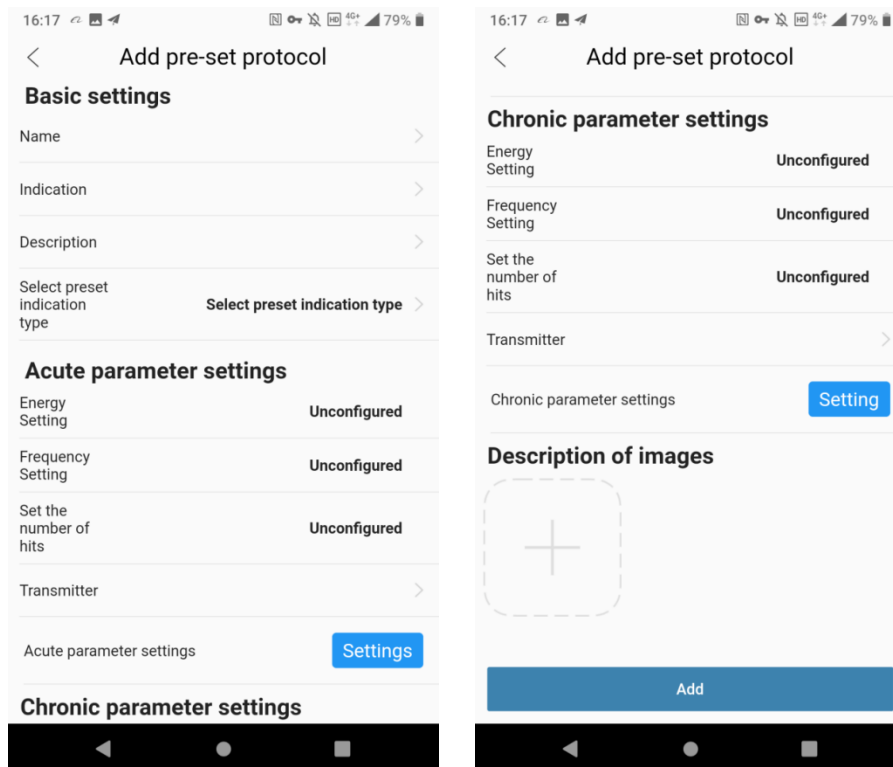 16:17
79%
Add pre-set protocol
Basic settings
Name
Indication
Description
Select preset
indication
type
Select preset indication type
Acute parameter settings
Energy
Setting
Unconfigured
Frequency
Setting
Unconfigured
Set the
number of
hits
Unconfigured
Transmitter
Acute parameter settings
Settings
Chronic parameter settings
16:17
79%
Add pre-set protocol
Chronic parameter settings
Energy
Setting
Unconfigured
Frequency
Setting
Unconfigured
Set the
number of
hits
Unconfigured
Transmitter
Chronic parameter settings
Setting
Description of images
Add